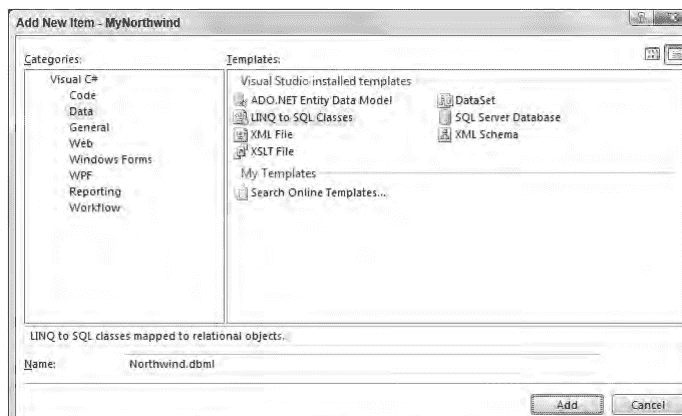 Add New Item - MyNorthwind
Categories:
Visual C#
Code
Data
General
Web
Windows Forms
WPF
Reporting
Workflow
Templates:
Visual Studio installed templates
ADO.NET Entity Data Model
LINQ to SQL Classes
XML File
XSLT File
DataSet
SQL Server Database
XML Schema
My Templates
Search Online Templates...
LINQ to SQL classes mapped to relational objects.
Name: Northwind.dbml
Add Cancel